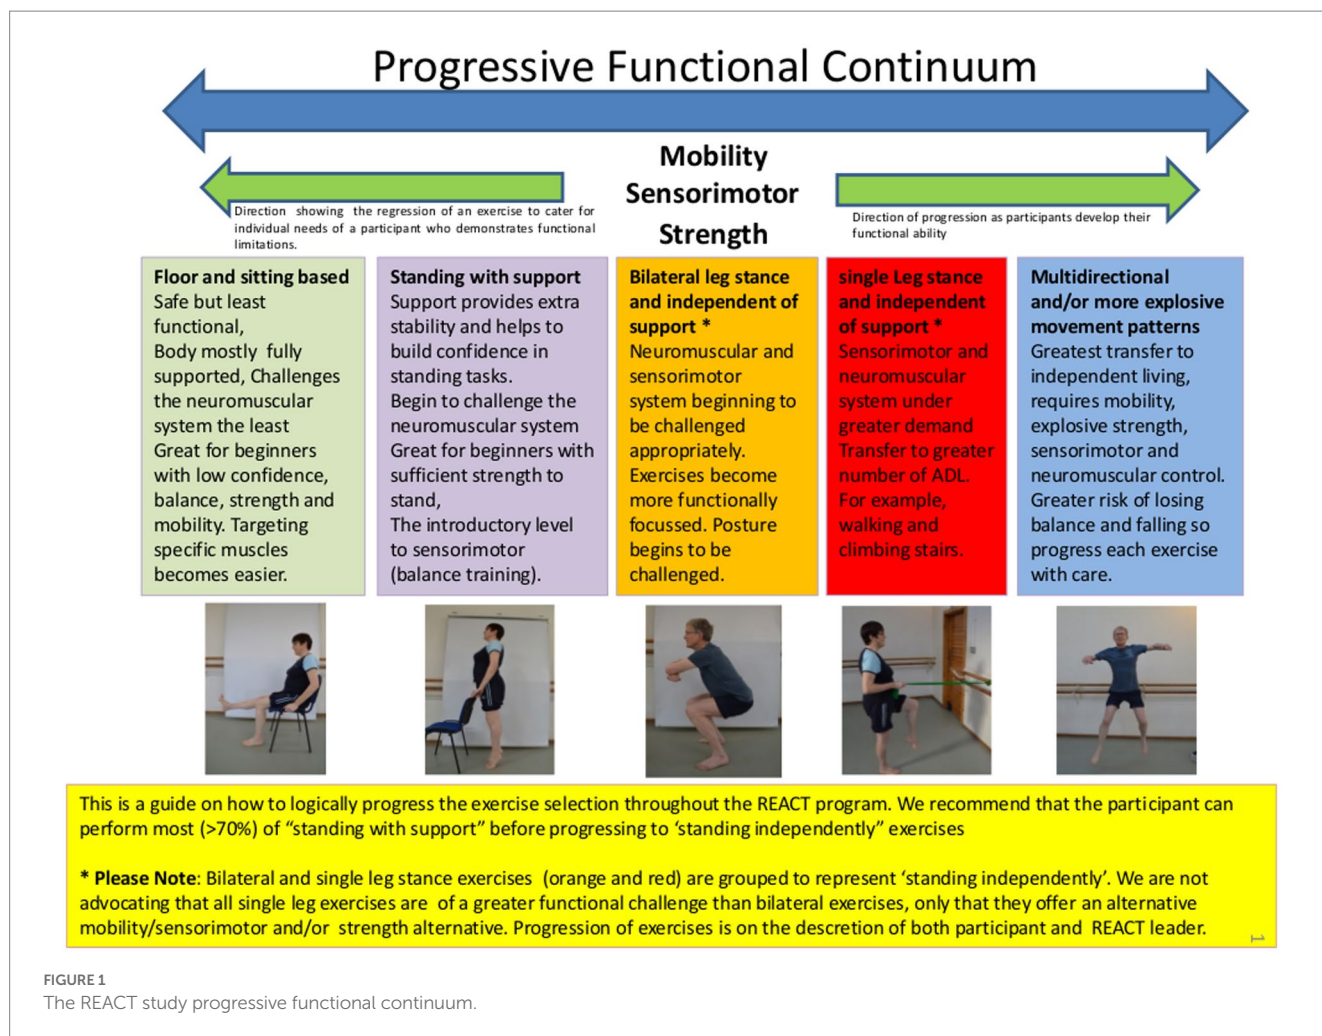 Progressive Functional Continuum
Mobility
Sensorimotor
Strength
Direction showing the regression of an exercise to cater for
individual needs of a participant who demonstrates functional
limitations.
Direction of progression as participants develop their
functional ability
Floor and sitting based
Safe but least
functional,
Body mostly fully
supported, Challenges
the neuromuscular
system the least
Great for beginners
with low confidence,
balance, strength and
mobility. Targeting
specific muscles
becomes easier.
Standing with support
Support provides extra
stability and helps to
build confidence in
standing tasks.
Begin to challenge the
neuromuscular system
Great for beginners with
sufficient strength to
stand,
The introductory level
to sensorimotor
(balance training).
Bilateral leg stance
and independent of
support *
Neuromuscular and
sensorimotor
system beginning to
be challenged
appropriately.
Exercises become
more functionally
focussed. Posture
begins to be
challenged.
single Leg stance
and independent
of support *
Sensorimotor and
neuromuscular
system under
greater demand
Transfer to greater
number of ADL.
For example,
walking and
climbing stairs.
Multidirectional
and/or more explosive
movement patterns
Greatest transfer to
independent living,
requires mobility,
explosive strength,
sensorimotor and
neuromuscular control.
Greater risk of losing
balance and falling so
progress each exercise
with care.
This is a guide on how to logically progress the exercise selection throughout the REACT program. We recommend that the participant can
perform most (>70%) of “standing with support” before progressing to ‘standing independently” exercises
* Please Note: Bilateral and single leg stance exercises (orange and red) are grouped to represent ‘standing independently’. We are not
advocating that all single leg exercises are of a greater functional challenge than bilateral exercises, only that they offer an alternative
mobility/sensorimotor and/or strength alternative. Progression of exercises is on the descretion of both participant and REACT leader.
1
FIGURE 1
The REACT study progressive functional continuum.